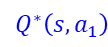 Q*(s, a₁)